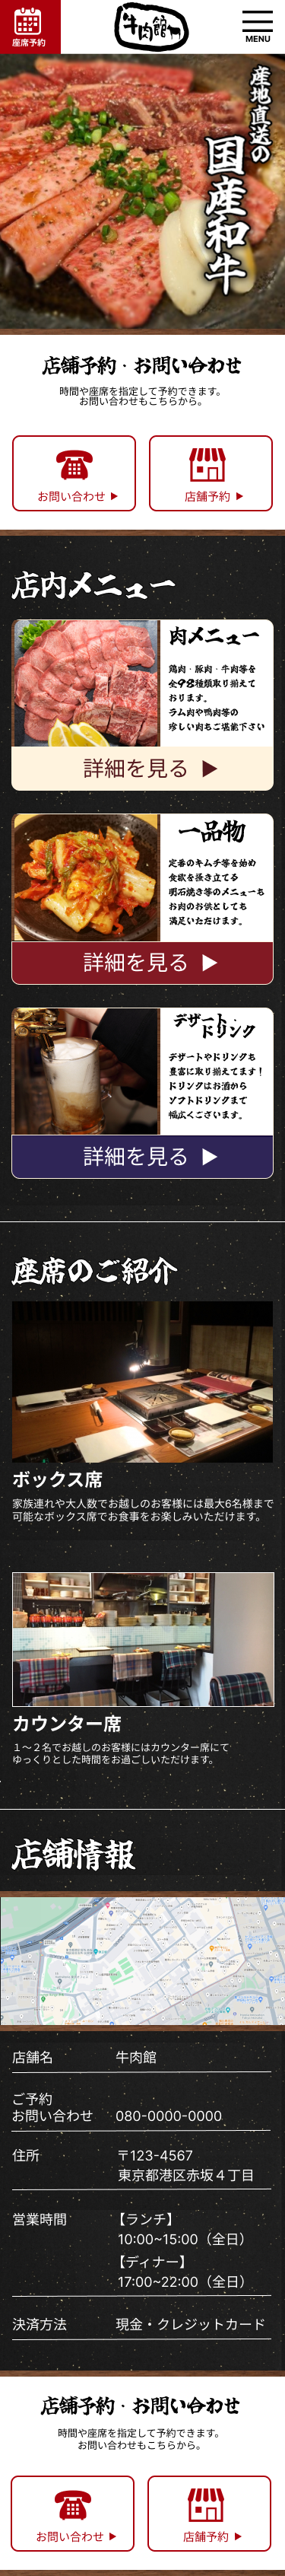 座席予約
牛肉館
MENU
産地直送の
国産和牛
店舗予約・お問い合わせ
時間や座席を指定して予約できます。
お問い合わせもこちらから。
お問い合わせ ▶
店舗予約 ▶
店内メニュー
肉メニュー
鶏肉・豚肉・牛肉等を
全98種類取り揃えて
おります。
ラム肉や鴨肉等の
珍しい肉もご堪能下さい
詳細を見る ▶
一品物
定番のキムチ等を始め
食欲を掻き立てる
明石焼き等のメニューも
お肉のお供としても
満足いただけます。
詳細を見る ▶
デザート・
ドリンク
デザートやドリンクも
豊富に取り揃えてます！
ドリンクはお酒から
ソフトドリンクまで
幅広くございます。
詳細を見る ▶
座席のご紹介
ボックス席
家族連れや大人数でお越しのお客様には最大6名様まで
可能なボックス席でお食事をお楽しみいただけます。
カウンター席
１〜２名でお越しのお客様にはカウンター席にて
ゆっくりとした時間をお過ごしいただけます。
店舗情報
店舗名 牛肉館
ご予約
お問い合わせ 080-0000-0000
住所 〒123-4567
東京都港区赤坂４丁目
営業時間 【ランチ】
10:00~15:00（全日）
【ディナー】
17:00~22:00（全日）
決済方法 現金・クレジットカード
店舗予約・お問い合わせ
時間や座席を指定して予約できます。
お問い合わせもこちらから。
お問い合わせ ▶
店舗予約 ▶